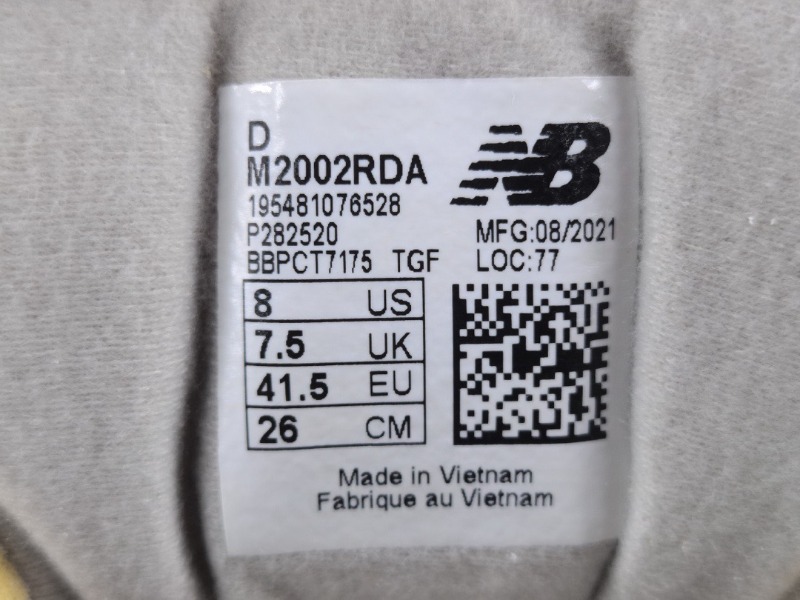 D
M2002RDA
195481076528
P282520
BBPCT7175 TGF
NB
MFG:08/2021
LOC:77
8 US
7.5 UK
41.5 EU
26 CM
Made in Vietnam
Fabrique au Vietnam